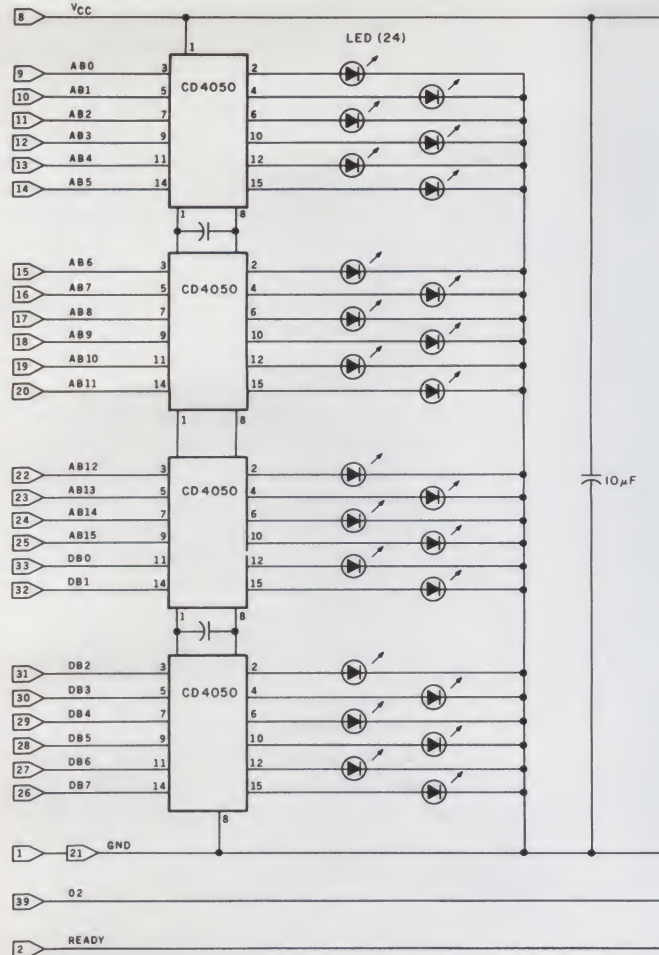 8 VCC
LED (24)
1
9 AB0 3 CD4050 2
10 AB1 5 4
11 AB2 7 6
12 AB3 9 10
13 AB4 11 12
14 AB5 14 15
1 8
15 AB6 3 CD4050 2
16 AB7 5 4
17 AB8 7 6
18 AB9 9 10
19 AB10 11 12
20 AB11 14 15
1 8
22 AB12 3 CD4050 2
23 AB13 5 4
24 AB14 7 6
10µF
25 AB15 9 10
33 DB0 11 12
32 DB1 14 15
1 8
31 DB2 3 CD4050 2
30 DB3 5 4
29 DB4 7 6
28 DB5 9 10
27 DB6 11 12
26 DB7 14 15
8
1 21 GND
39 02
2 READY